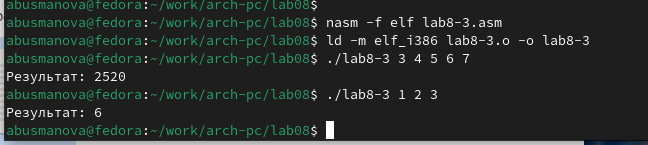 abusmanova@fedora:~/work/arch-pc/lab08$ nasm -f elf lab8-3.asm
abusmanova@fedora:~/work/arch-pc/lab08$ ld -m elf_i386 lab8-3.o -o lab8-3
abusmanova@fedora:~/work/arch-pc/lab08$ ./lab8-3 3 4 5 6 7
Результат: 2520
abusmanova@fedora:~/work/arch-pc/lab08$ ./lab8-3 1 2 3
Результат: 6
abusmanova@fedora:~/work/arch-pc/lab08$